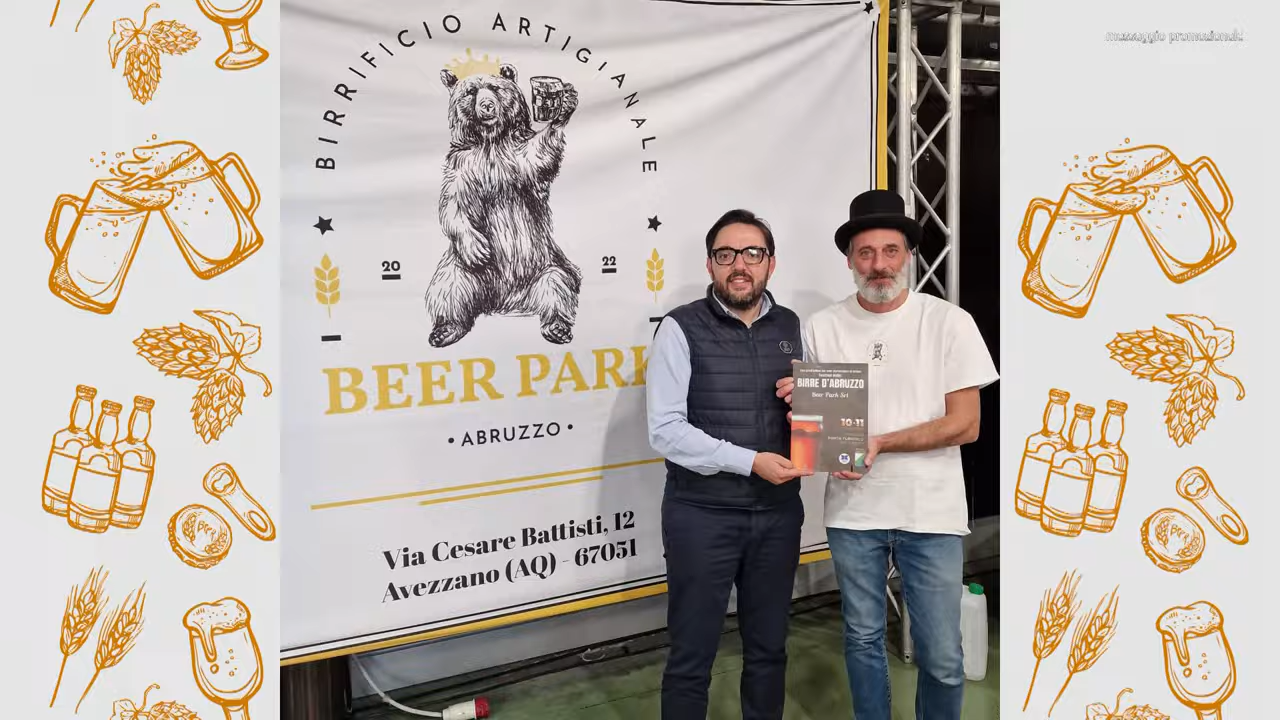 messaggio promozionale
BIRRIFICIO ARTIGIANALE
20 22
BEER PARK
• ABRUZZO •
Via Cesare Battisti, 12
Avezzano (AQ) - 67051
BIRRE D'ABRUZZO
Beer Park Srl
10-11